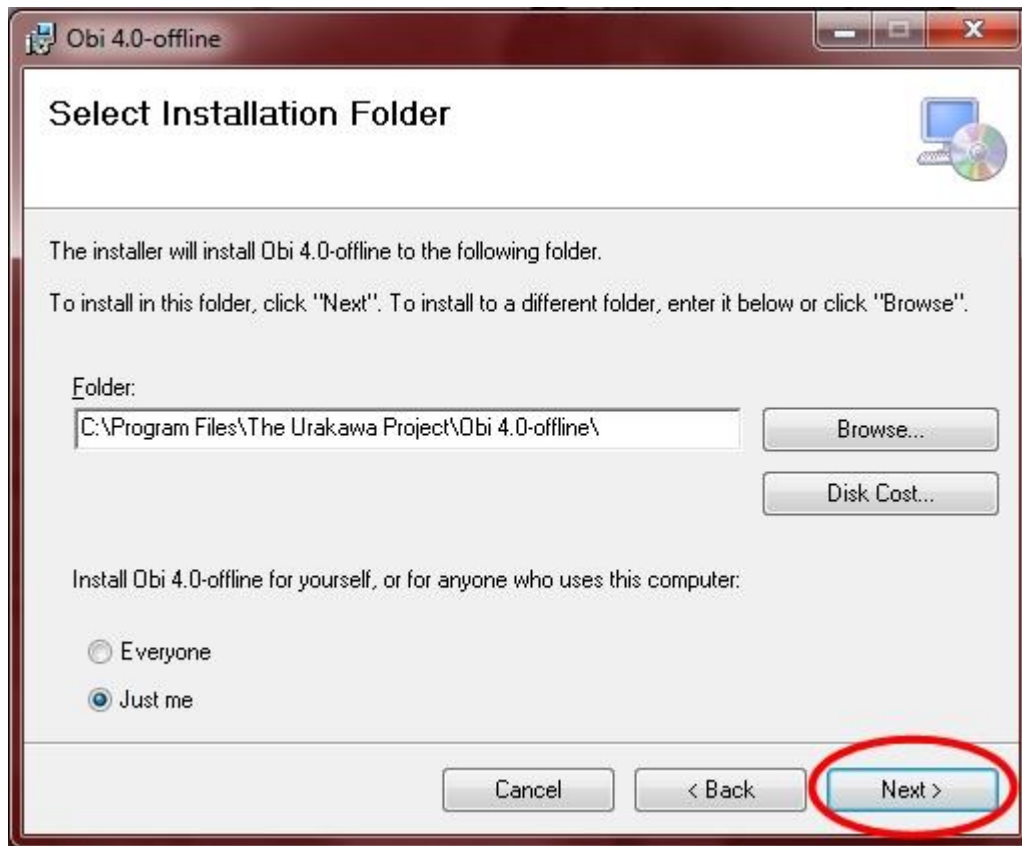 Obi 4.0-offline
Select Installation Folder
The installer will install Obi 4.0-offline to the following folder.
To install in this folder, click "Next". To install to a different folder, enter it below or click "Browse".
Folder:
C:\Program Files\The Urakawa Project\Obi 4.0-offline\
Browse...
Disk Cost...
Install Obi 4.0-offline for yourself, or for anyone who uses this computer:
Everyone
Just me
Cancel
< Back
Next >